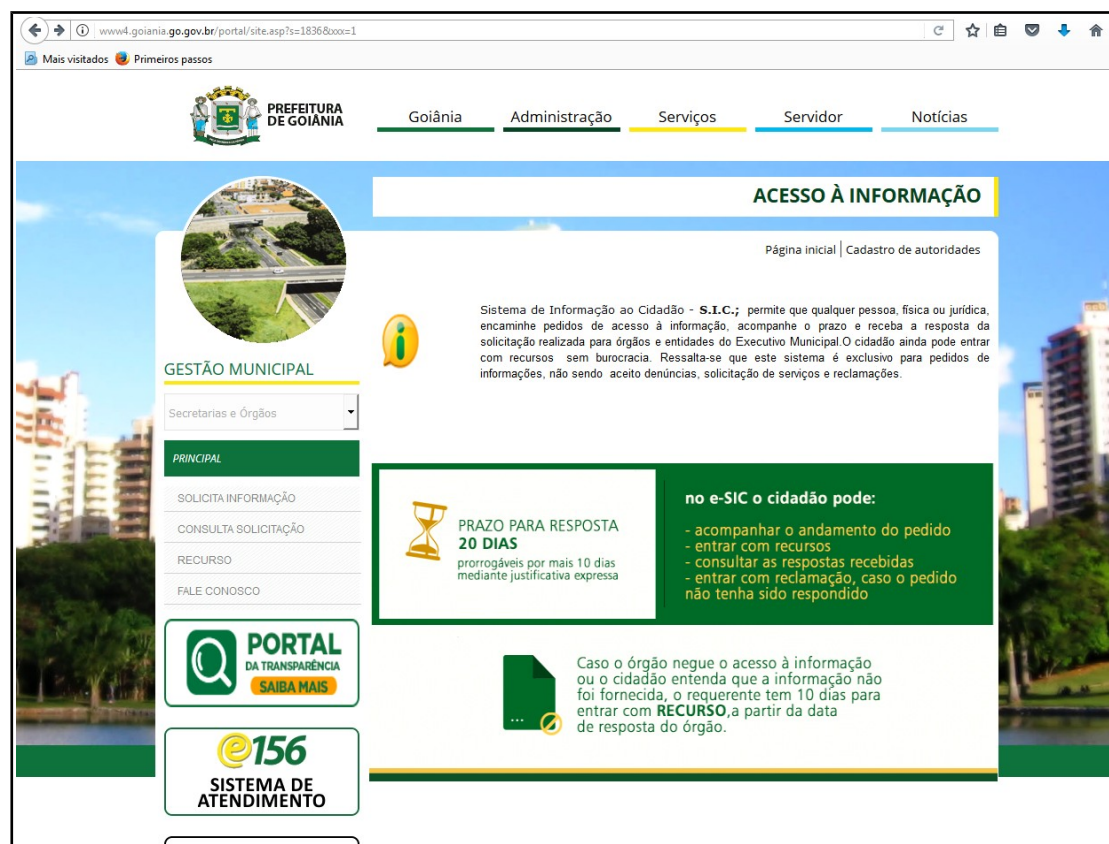 www4.goiania.go.gov.br/portal/site.asp?s=1836&xxx=1
Mais visitados
Primeiros passos
PREFEITURA
DE GOIÂNIA
Goiânia
Administração
Serviços
Servidor
Notícias
ACESSO À INFORMAÇÃO
Página inicial | Cadastro de autoridades
Sistema de Informação ao Cidadão - S.I.C.; permite que qualquer pessoa, física ou jurídica,
encaminhe pedidos de acesso à informação, acompanhe o prazo e receba a resposta da
solicitação realizada para órgãos e entidades do Executivo Municipal.O cidadão ainda pode entrar
com recursos sem burocracia. Ressalta-se que este sistema é exclusivo para pedidos de
informações, não sendo aceito denúncias, solicitação de serviços e reclamações.
GESTÃO MUNICIPAL
Secretarias e Órgãos
PRINCIPAL
SOLICITA INFORMAÇÃO
CONSULTA SOLICITAÇÃO
RECURSO
FALE CONOSCO
PORTAL
DA TRANSPARÊNCIA
SAIBA MAIS
e156
SISTEMA DE
ATENDIMENTO
PRAZO PARA RESPOSTA
20 DIAS
prorrogáveis por mais 10 dias
mediante justificativa expressa
no e-SIC o cidadão pode:
- acompanhar o andamento do pedido
- entrar com recursos
- consultar as respostas recebidas
- entrar com reclamação, caso o pedido
não tenha sido respondido
Caso o órgão negue o acesso à informação
ou o cidadão entenda que a informação não
foi fornecida, o requerente tem 10 dias para
entrar com RECURSO,a partir da data
de resposta do órgão.